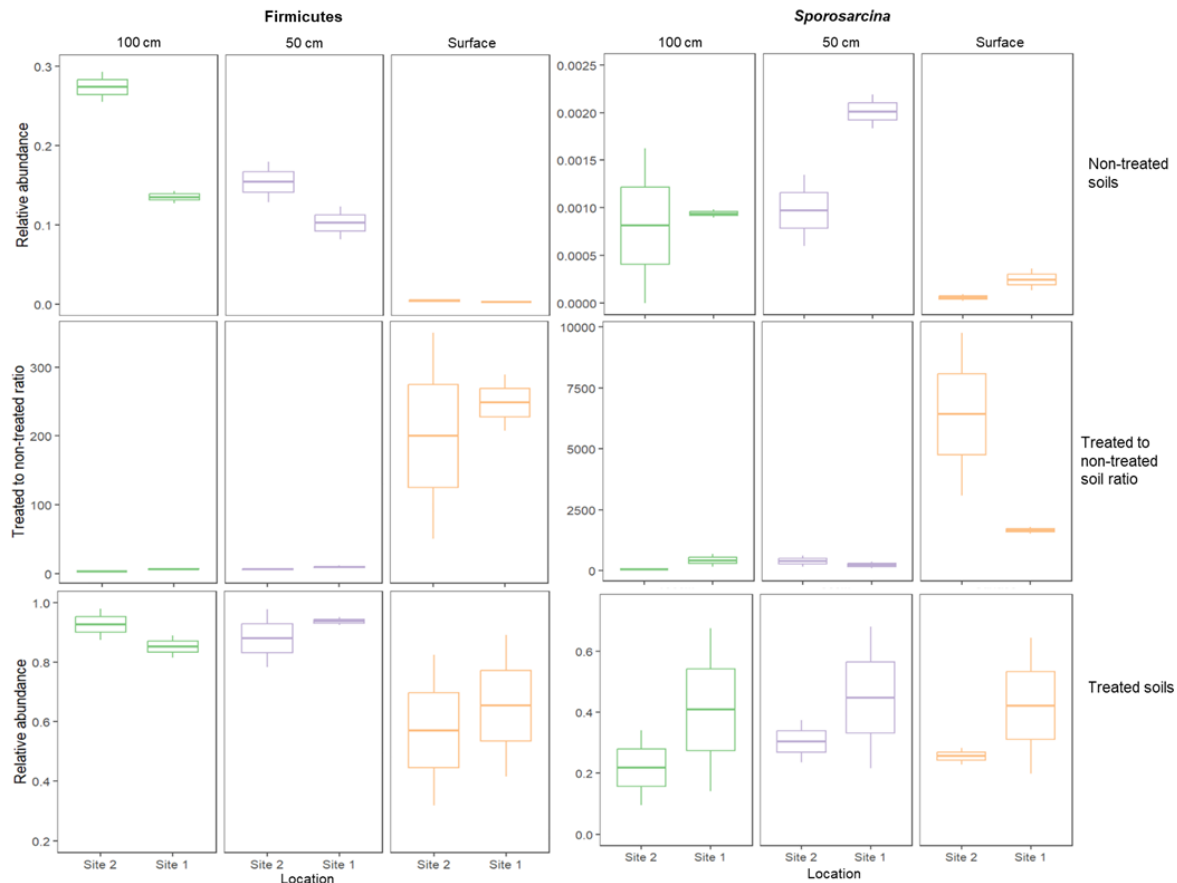 Firmicutes
Sporosarcina
100 cm
50 cm
Surface
100 cm
50 cm
Surface
Relative abundance
0.3
0.2
0.1
0.0
0.0025
0.0020
0.0015
0.0010
0.0005
0.0000
Non-treated
soils
Treated to non-treated ratio
300
200
100
0
10000
7500
5000
2500
0
Treated to
non-treated
soil ratio
Relative abundance
1.0
0.8
0.6
0.4
0.2
0.6
0.4
0.2
0.0
Treated soils
Site 2 Site 1
Site 2 Site 1
Site 2 Site 1
Site 2 Site 1
Site 2 Site 1
Site 2 Site 1
Location
Location